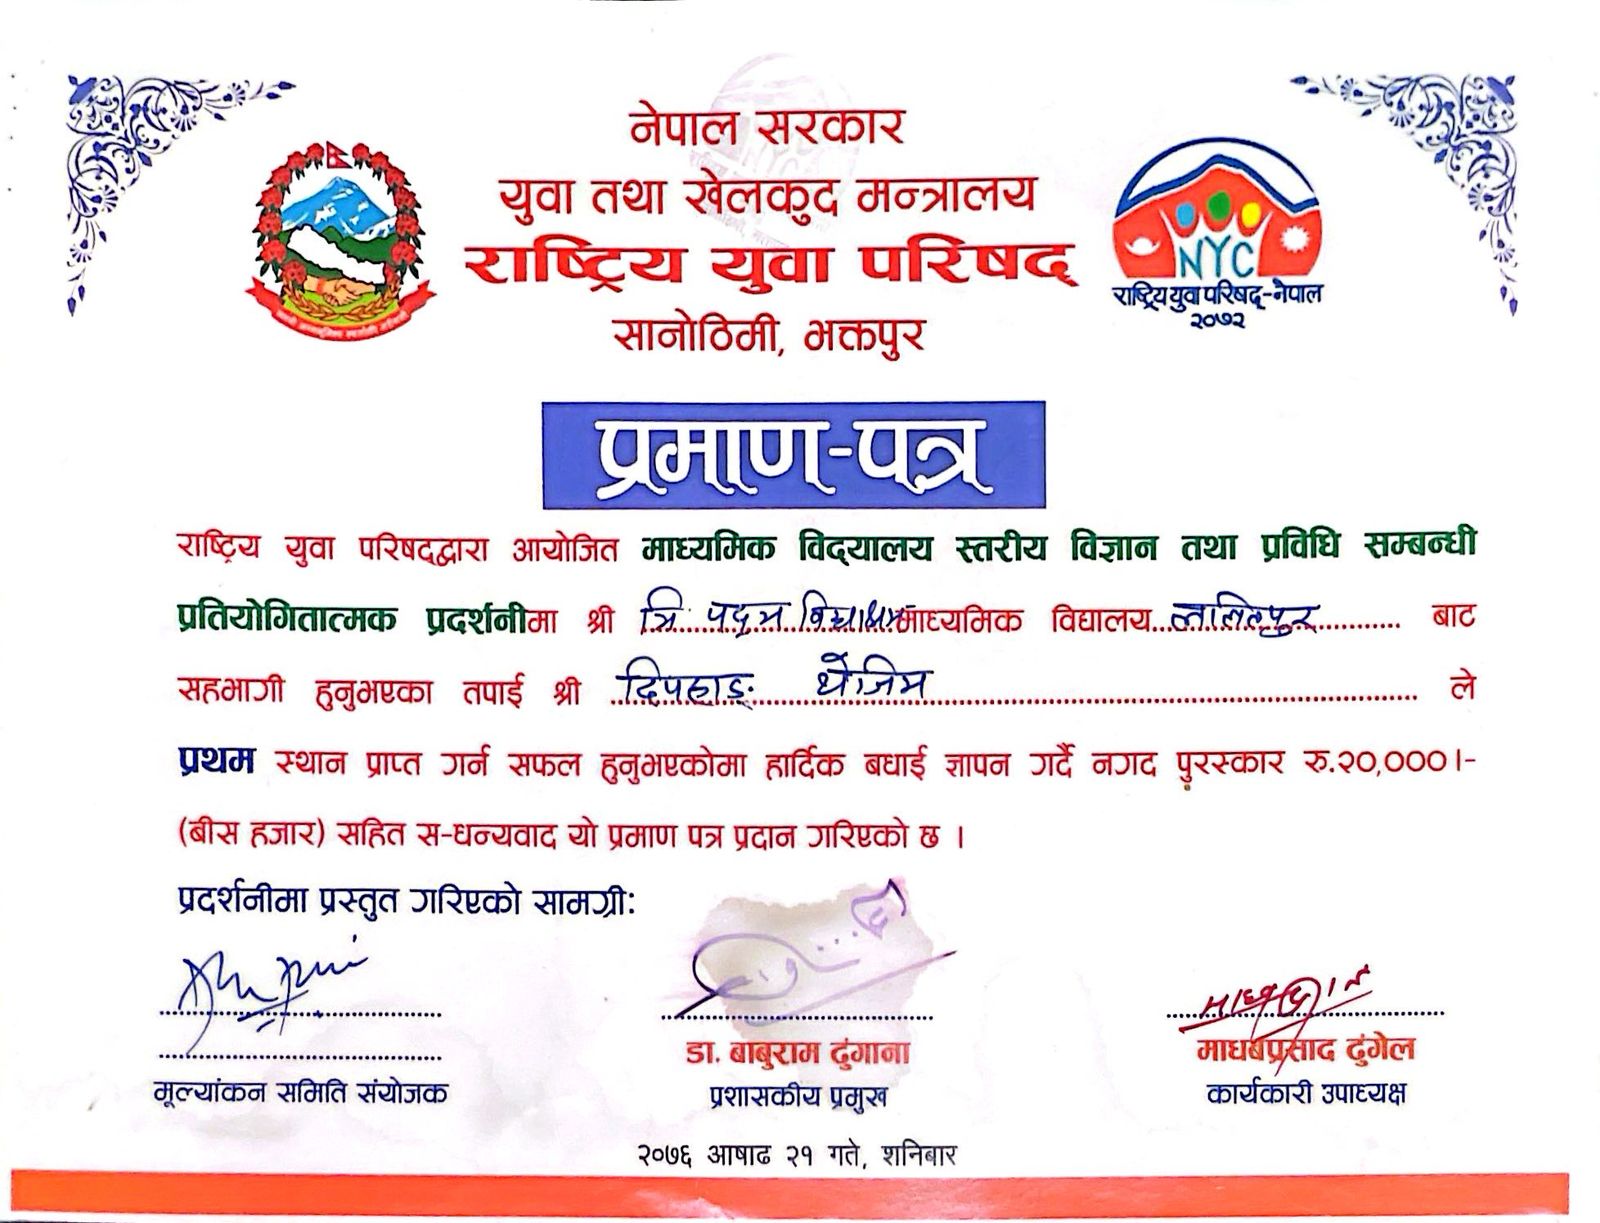 नेपाल सरकार
युवा तथा खेलकुद मन्त्रालय
राष्ट्रिय युवा परिषद्
सानोठिमी, भक्तपुर
NYC
राष्ट्रिय युवा परिषद्-नेपाल
२०७२
प्रमाण-पत्र
राष्ट्रिय युवा परिषद्द्वारा आयोजित माध्यमिक विद्यालय स्तरीय विज्ञान तथा प्रविधि सम्बन्धी
प्रतियोगितात्मक प्रदर्शनीमा श्री त्रि पद्म विद्याश्रम माध्यमिक विद्यालय ललितपुर बाट
सहभागी हुनुभएका तपाई श्री दिपहाङ थेगिम ले
प्रथम स्थान प्राप्त गर्न सफल हुनुभएकोमा हार्दिक बधाई ज्ञापन गर्दै नगद पुरस्कार रु.२०,०००।-
(बीस हजार) सहित स-धन्यवाद यो प्रमाण पत्र प्रदान गरिएको छ ।
प्रदर्शनीमा प्रस्तुत गरिएको सामग्री:
डा. बाबुराम ढुंगाना
माधबप्रसाद ढुंगेल
मूल्यांकन समिति संयोजक
प्रशासकीय प्रमुख
कार्यकारी उपाध्यक्ष
२०७६ आषाढ २१ गते, शनिबार